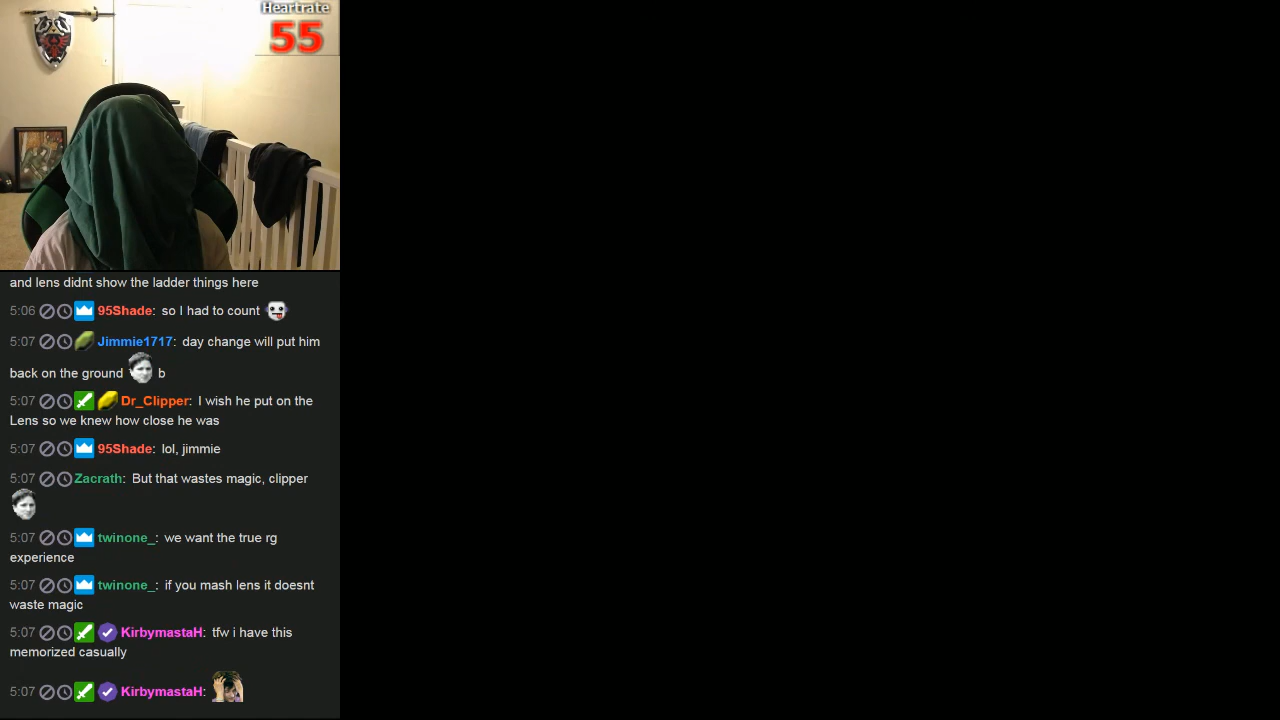 Heartrate
55
and lens didnt show the ladder things here
5:06 95Shade: so I had to count
5:07 Jimmie1717: day change will put him
back on the ground b
5:07 Dr_Clipper: I wish he put on the
Lens so we knew how close he was
5:07 95Shade: lol, jimmie
5:07 Zacrath: But that wastes magic, clipper
5:07 twinone_: we want the true rg
experience
5:07 twinone_: if you mash lens it doesnt
waste magic
5:07 KirbymastaH: tfw i have this
memorized casually
5:07 KirbymastaH: